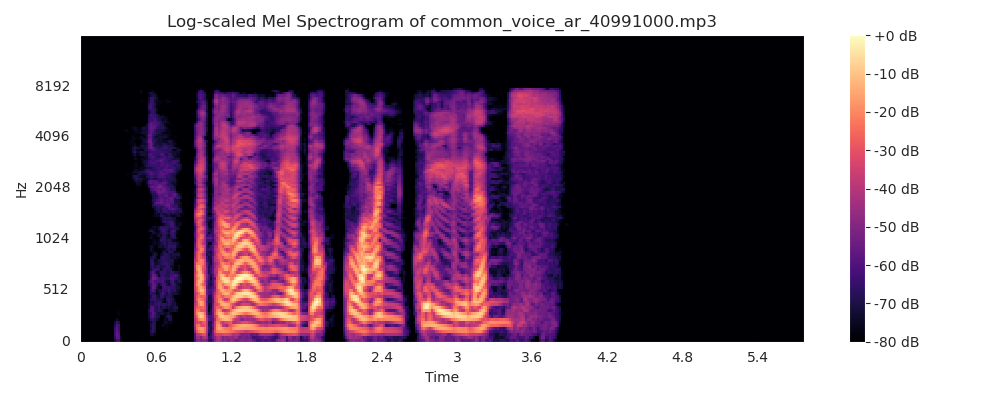 Log-scaled Mel Spectrogram of common_voice_ar_40991000.mp3
Hz
8192
4096
2048
1024
512
0
0 0.6 1.2 1.8 2.4 3 3.6 4.2 4.8 5.4
Time
+0 dB
-10 dB
-20 dB
-30 dB
-40 dB
-50 dB
-60 dB
-70 dB
-80 dB